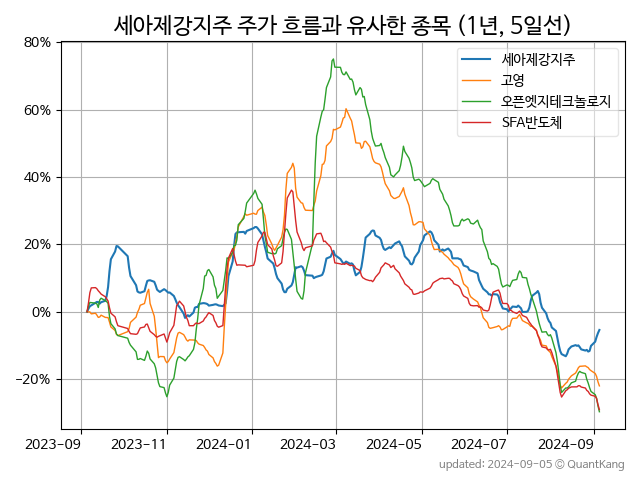 세아제강지주 주가 흐름과 유사한 종목 (1년, 5일선)
80%
60%
40%
20%
0%
−20%
세아제강지주
고영
오픈엣지테크놀로지
SFA반도체
2023-09
2023-11
2024-01
2024-03
2024-05
2024-07
2024-09
updated: 2024-09-05 © QuantKang